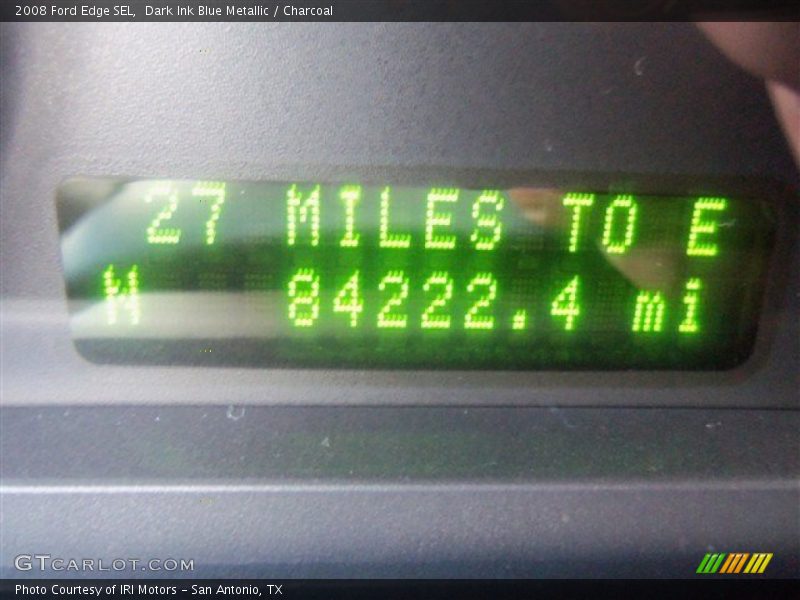 2008 Ford Edge SEL,  Dark Ink Blue Metallic / Charcoal
27 MILES TO E
W 84222.4 mi
GTCARLOT.COM
Photo Courtesy of IRI Motors – San Antonio, TX